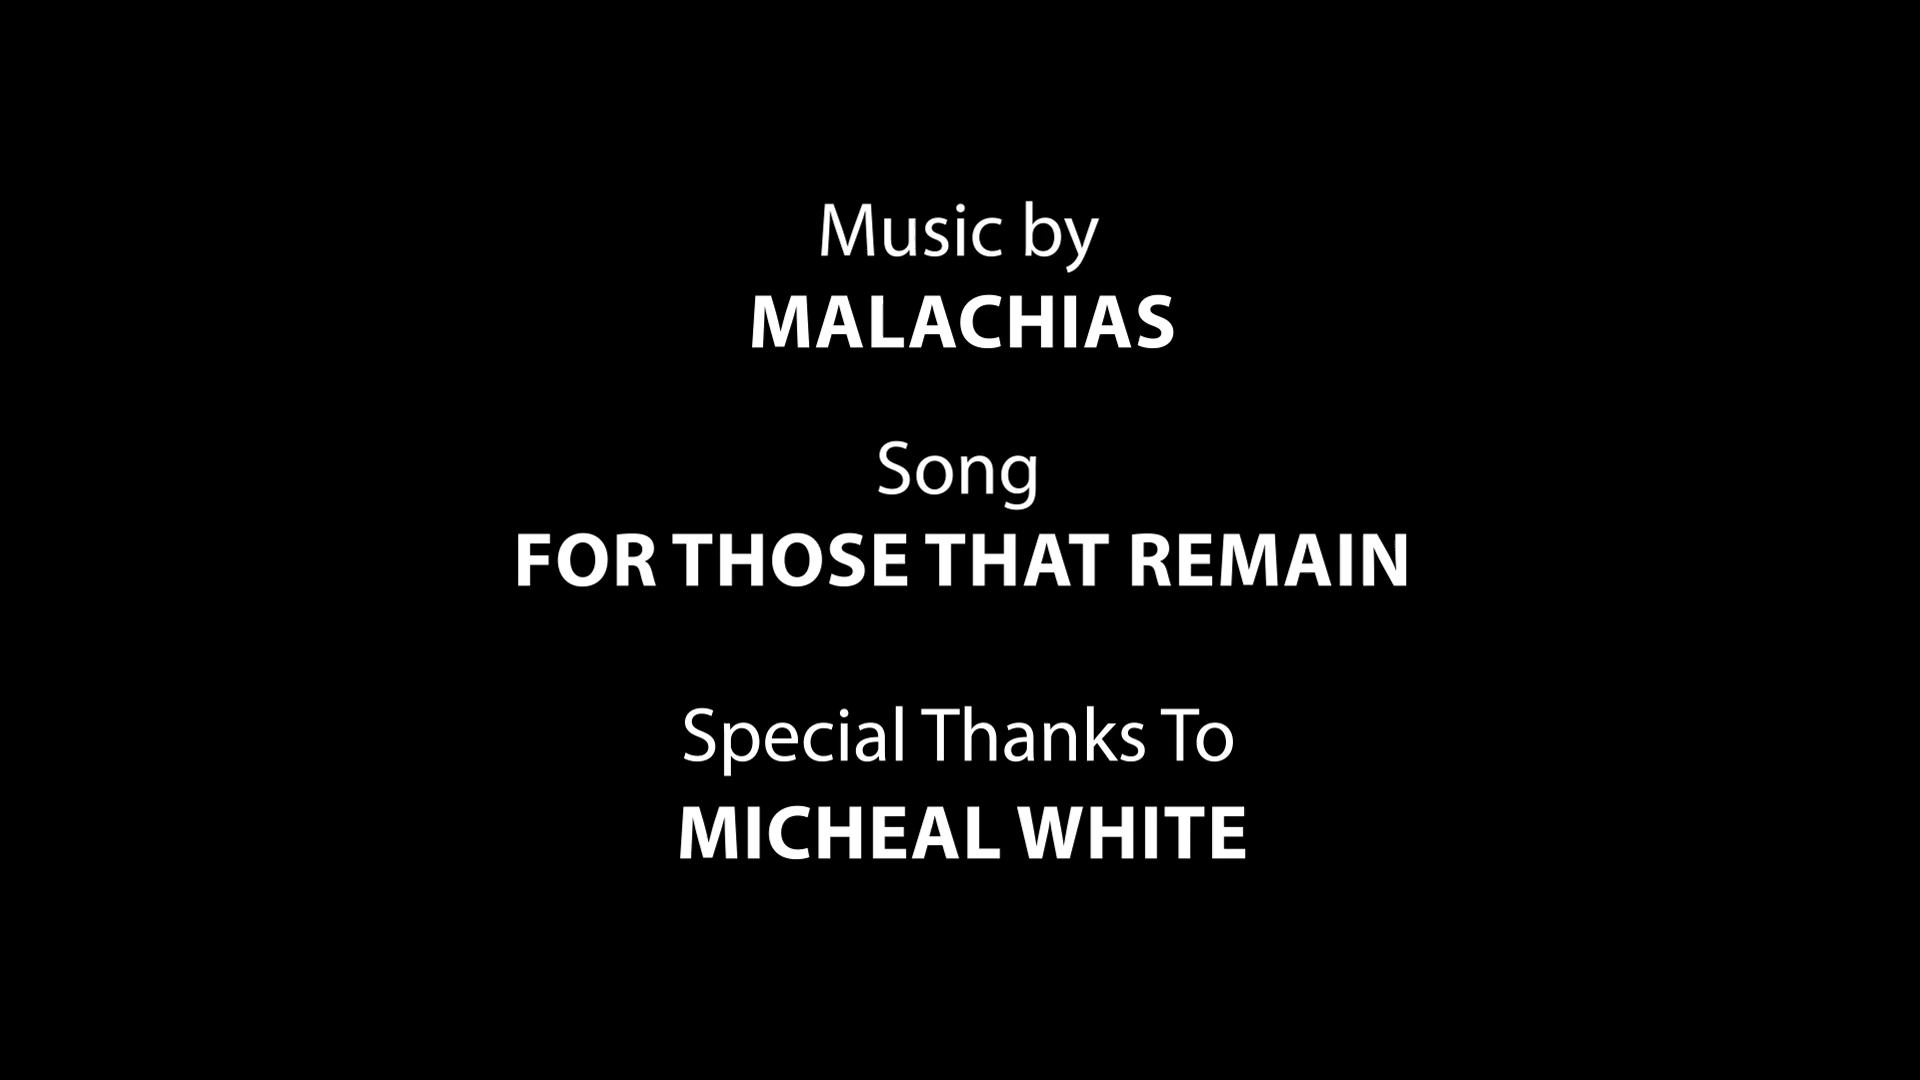 Music by
MALACHIAS
Song
FOR THOSE THAT REMAIN
Special Thanks To
MICHEAL WHITE